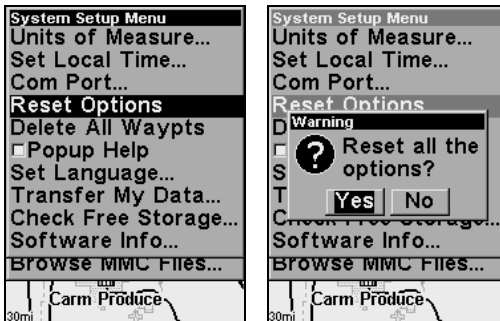 System Setup Menu
Units of Measure...
Set Local Time...
Com Port...
Reset Options
Delete All Waypts
Popup Help
Set Language...
Transfer My Data...
Check Free Storage...
Software Info...
Browse MMC Files...
Carm Produce
30mi
System Setup Menu
Units of Measure...
Set Local Time...
Com Port...
Reset Options
D
Warning
Reset all the
options?
Yes No
S
T
Check Free Storage...
Software Info...
Browse MMC Files...
Carm Produce
30mi